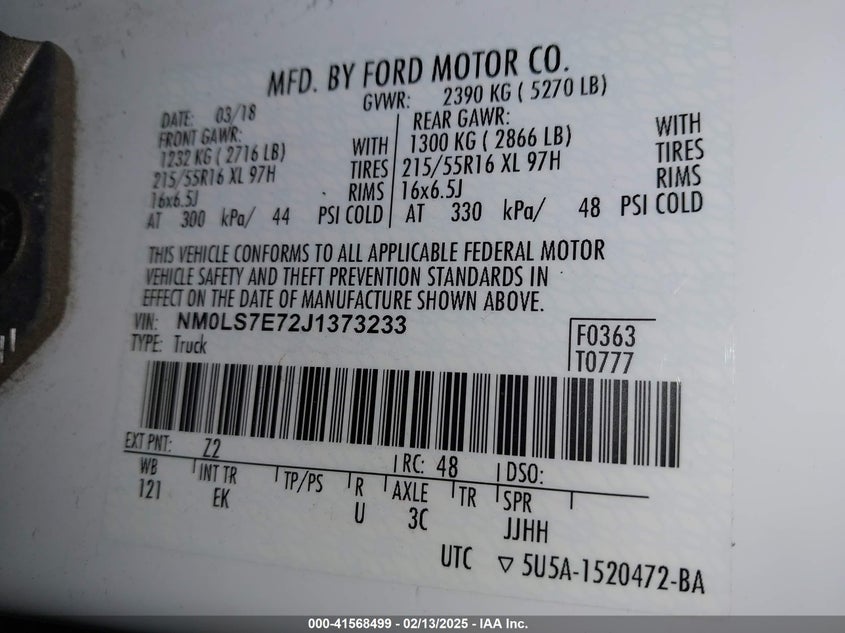 MFD. BY FORD MOTOR CO.
DATE: 03/18
GVWR: 2390 KG ( 5270 LB)
FRONT GAWR:
1232 KG ( 2716 LB)
WITH
215/55R16 XL 97H
TIRES
16x6.5J
RIMS
AT 300 kPa/ 44 PSI COLD
REAR GAWR:
1300 KG ( 2866 LB)
WITH
215/55R16 XL 97H
TIRES
16x6.5J
RIMS
AT 330 kPa/ 48 PSI COLD
THIS VEHICLE CONFORMS TO ALL APPLICABLE FEDERAL MOTOR
VEHICLE SAFETY AND THEFT PREVENTION STANDARDS IN
EFFECT ON THE DATE OF MANUFACTURE SHOWN ABOVE.
VIN: NM0LS7E72J1373233
TYPE: Truck
F0363
T0777
EXT PNT: Z2 RC: 48 DSO:
WB INT TR TP/PS R AXLE TR SPR
121 EK U 3C JJHH
UTC ▽ 5U5A-1520472-BA
000-41568499 — 02/13/2025 — IAA Inc.